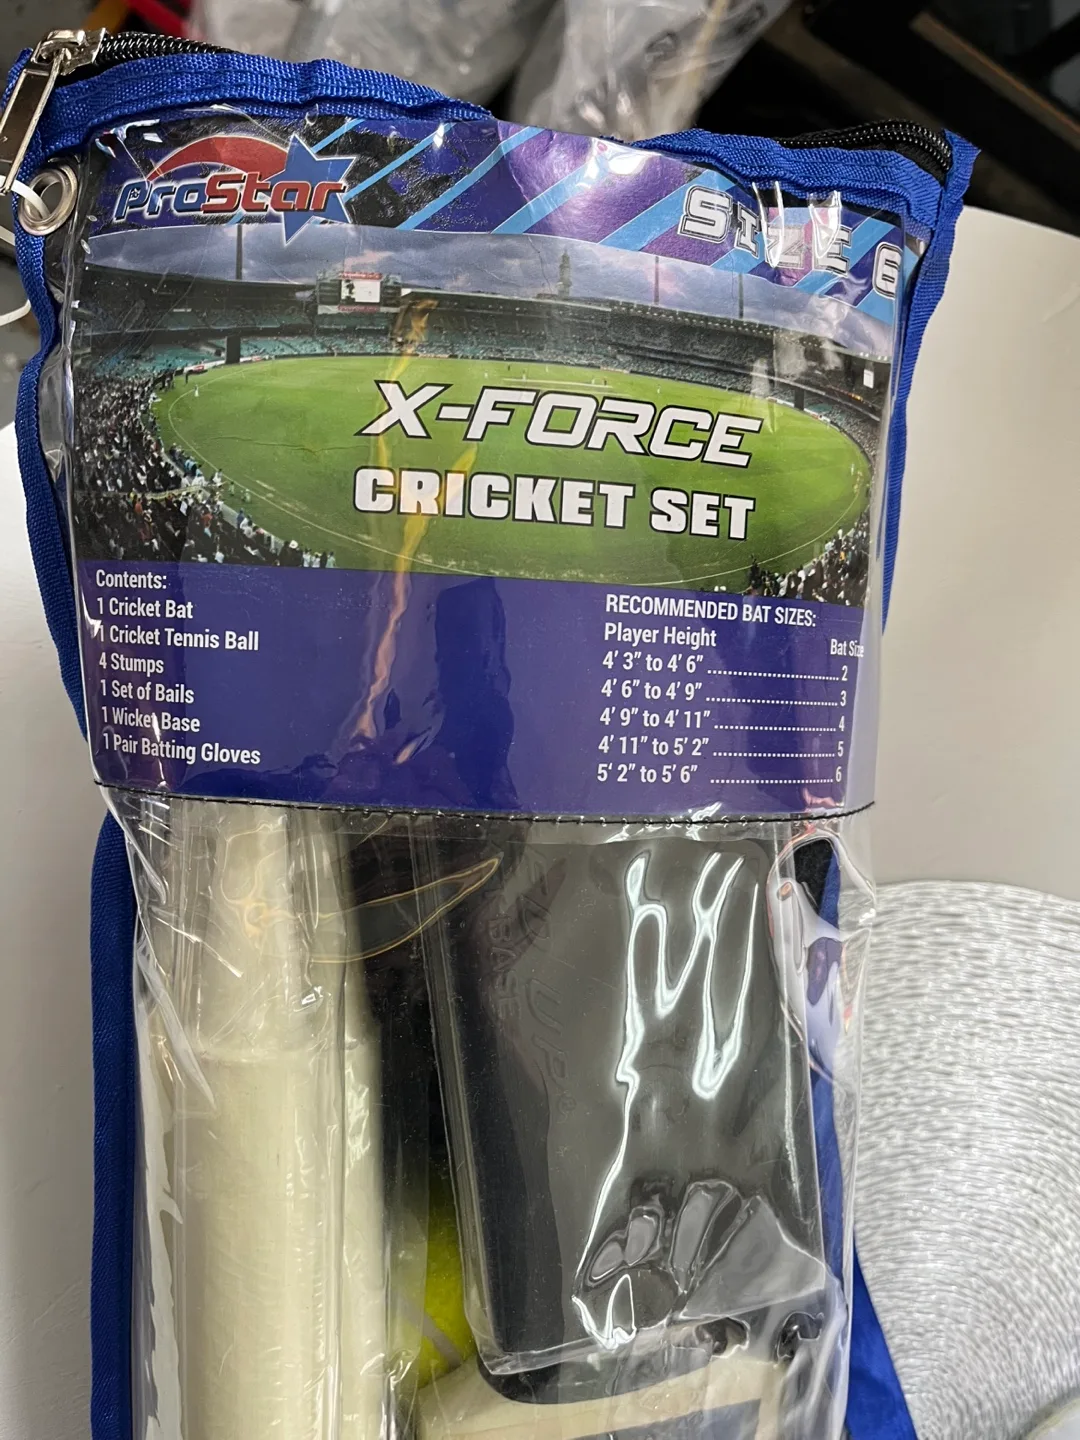 ProStar
SIZE 6
X-FORCE
CRICKET SET
Contents:
1 Cricket Bat
1 Cricket Tennis Ball
4 Stumps
1 Set of Bails
1 Wicket Base
1 Pair Batting Gloves
RECOMMENDED BAT SIZES:
Player Height Bat Size
4' 3" to 4' 6" ........................... 2
4' 6" to 4' 9" ........................... 3
4' 9" to 4' 11" ......................... 4
4' 11" to 5' 2" ......................... 5
5' 2" to 5' 6" ......................... 6
BASE